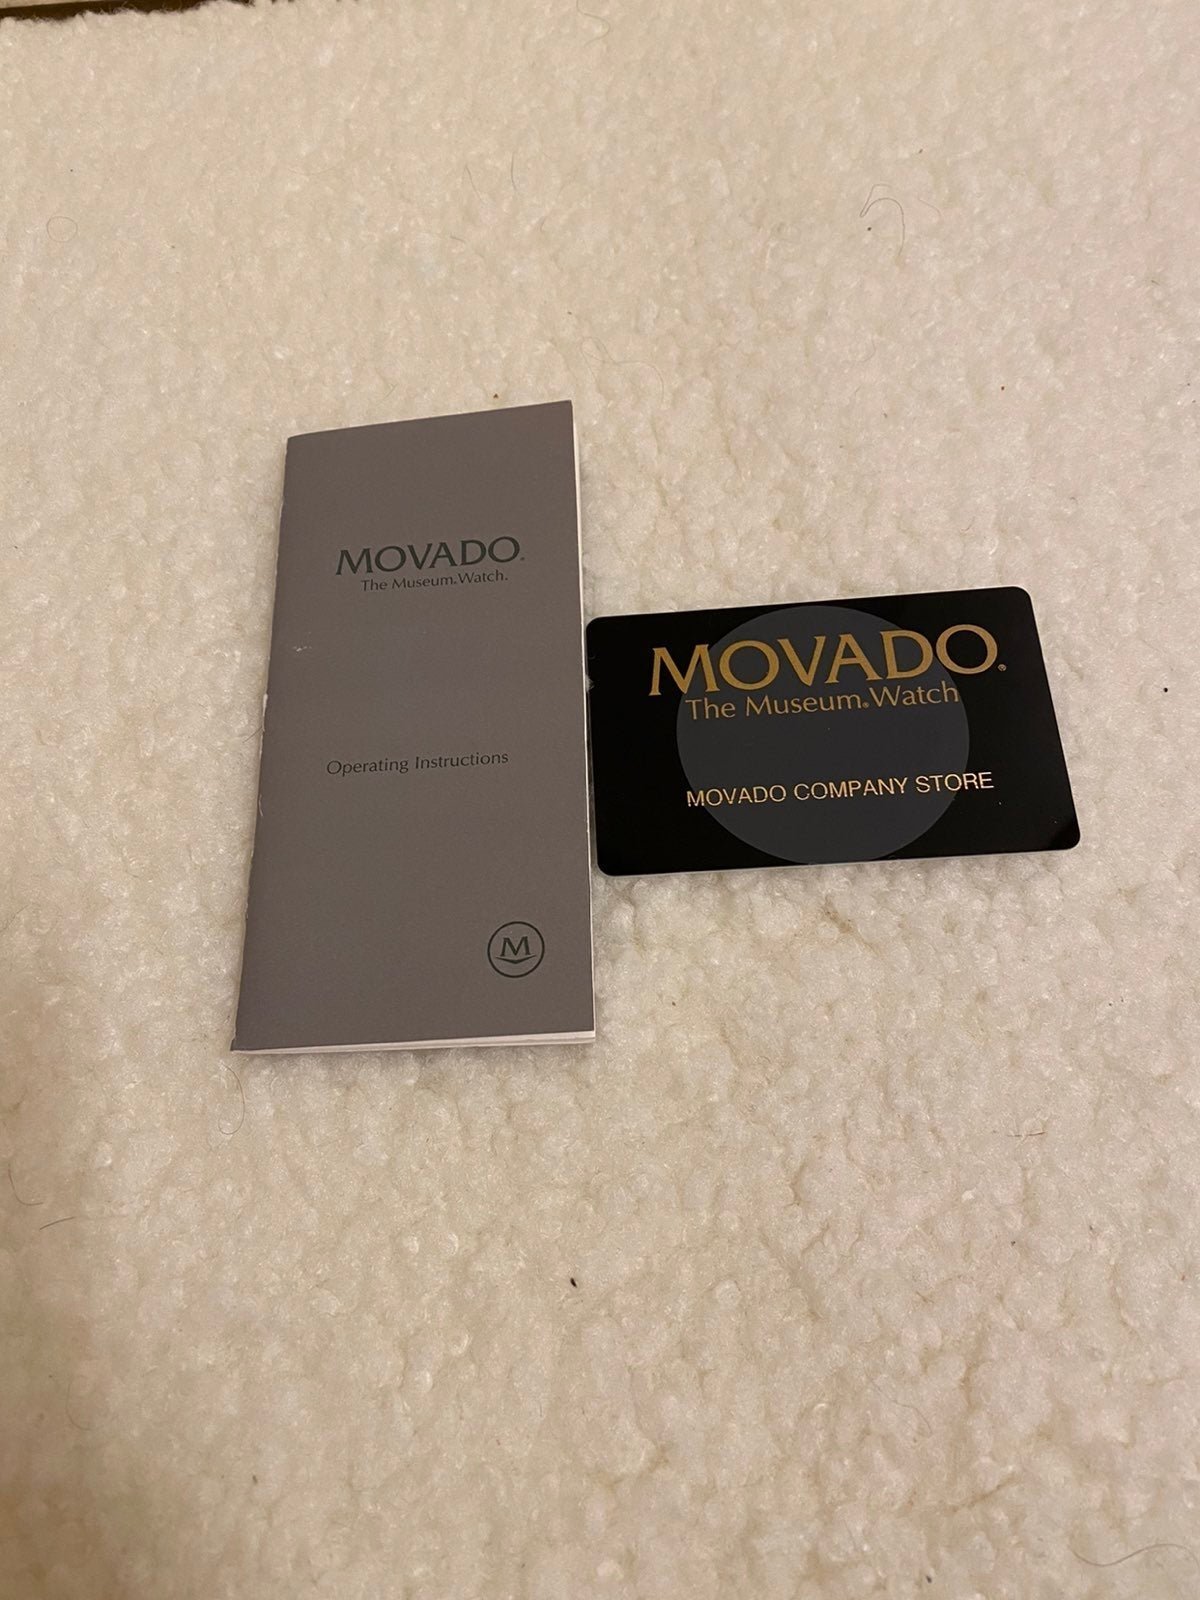 MOVADO®
The Museum® Watch.
Operating Instructions
M
MOVADO®
The Museum® Watch
MOVADO COMPANY STORE